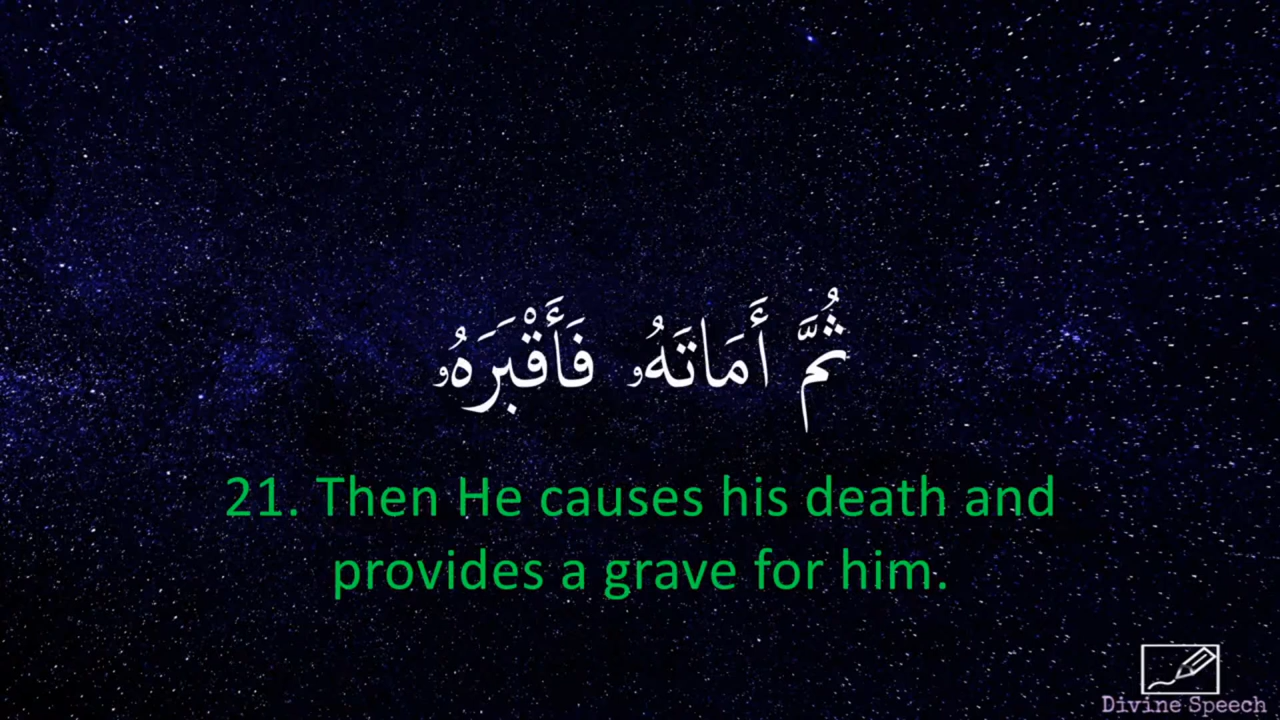 ثُمَّ أَمَاتَهُۥ فَأَقْبَرَهُۥ
21. Then He causes his death and
provides a grave for him.
Divine Speech